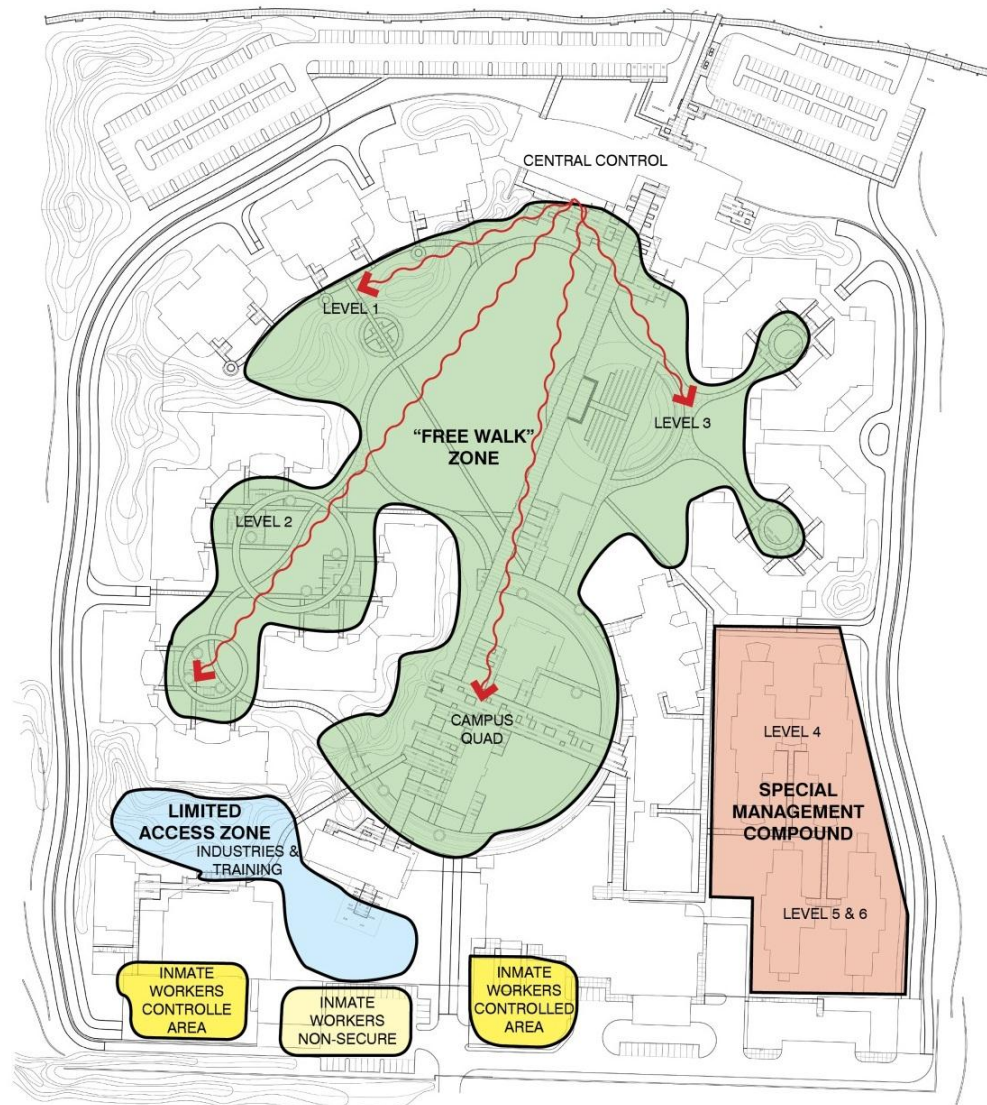 CENTRAL CONTROL
LEVEL 1
LEVEL 3
“FREE WALK”
ZONE
LEVEL 2
CAMPUS
QUAD
LEVEL 4
SPECIAL
MANAGEMENT
COMPOUND
LEVEL 5 & 6
LIMITED
ACCESS ZONE
INDUSTRIES &
TRAINING
INMATE
WORKERS
CONTROLLE
AREA
INMATE
WORKERS
NON-SECURE
INMATE
WORKERS
CONTROLLED
AREA